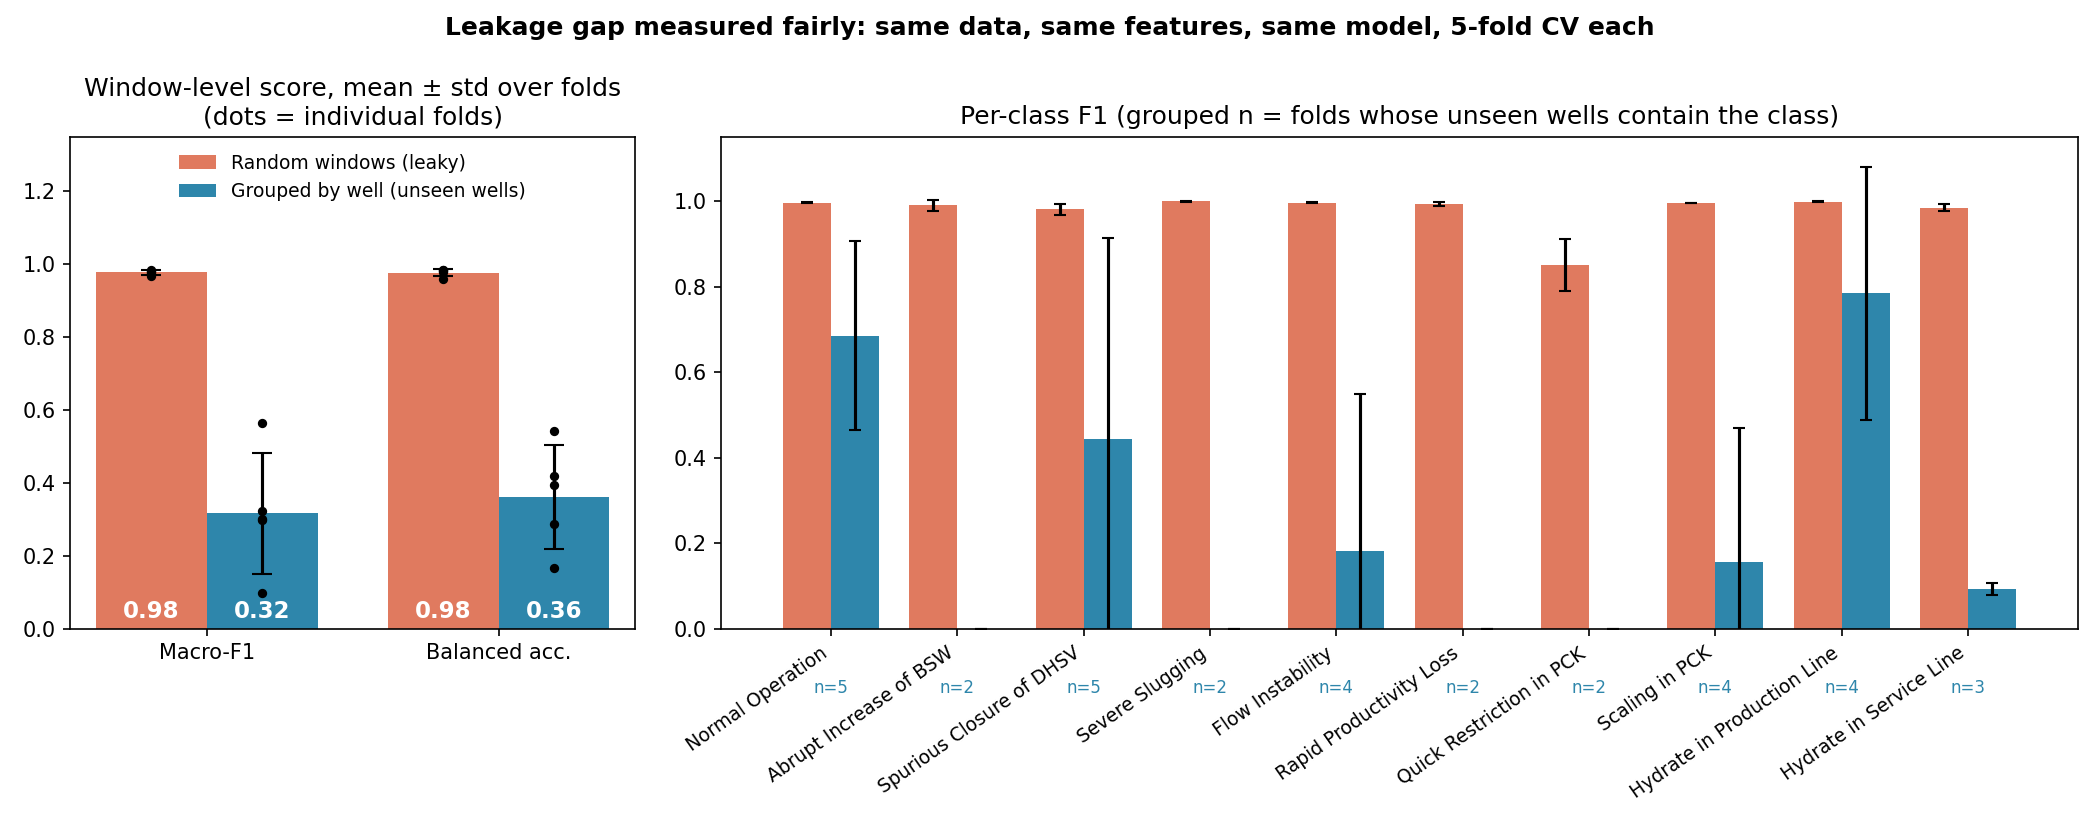 Leakage gap measured fairly: same data, same features, same model, 5-fold CV each
Window-level score, mean ± std over folds
(dots = individual folds)
Random windows (leaky)
Grouped by well (unseen wells)
1.2
1.0
0.8
0.6
0.4
0.2
0.0
0.98
0.32
0.98
0.36
Macro-F1
Balanced acc.
Per-class F1 (grouped n = folds whose unseen wells contain the class)
1.0
0.8
0.6
0.4
0.2
0.0
Normal Operation
Abrupt Increase of BSW
Spurious Closure of DHSV
Severe Slugging
Flow Instability
Rapid Productivity Loss
Quick Restriction in PCK
Scaling in PCK
Hydrate in Production Line
Hydrate in Service Line
n=5
n=2
n=5
n=2
n=4
n=2
n=2
n=4
n=4
n=3